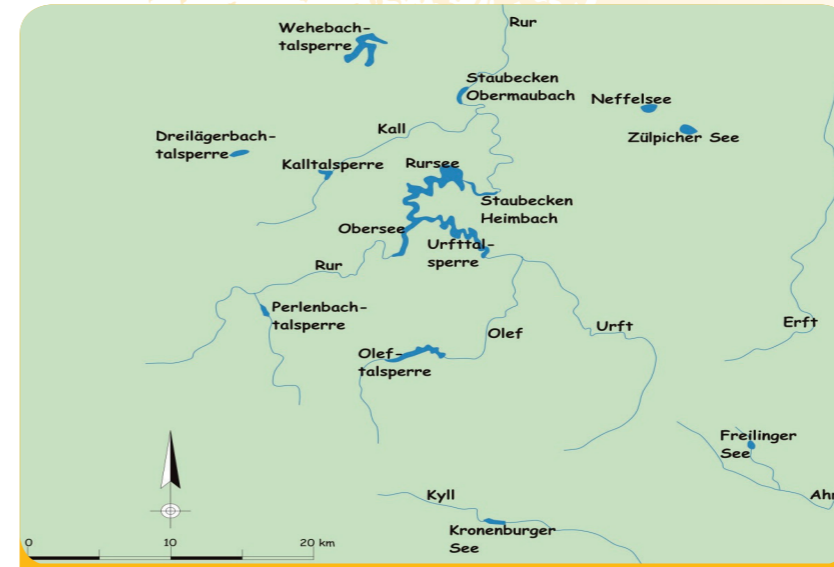 Rur
Wehebach-
talsperre
Staubecken
Obermaubach
Neffelsee
Zülpicher See
Kall
Dreilägerbach-
talsperre
Kalltalsperre
Rursee
Staubecken
Heimbach
Obersee
Urfttal-
sperre
Rur
Perlenbach-
talsperre
Olef
Urft
Erft
Olef-
talsperre
Freilinger
See
Kyll
Ahr
Kronenburger
See
0
10
20 km